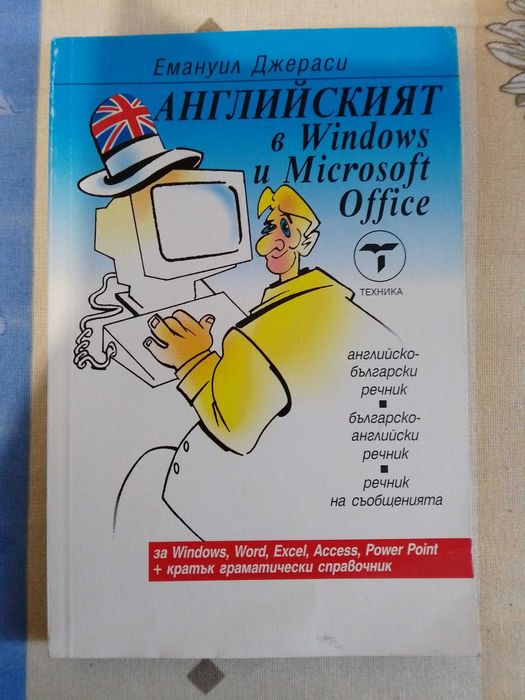 Емануил Джераси
АНГЛИЙСКИЯТ
в Windows
и Microsoft
Office
ТЕХНИКА
английско-
български
речник
българско-
английски
речник
речник
на съобщенията
за Windows, Word, Excel, Access, Power Point
+ кратък граматически справочник